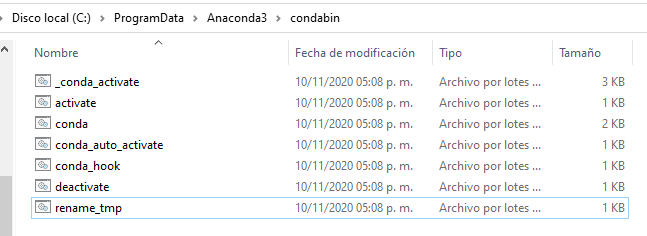 Disco local (C:) > ProgramData > Anaconda3 > condabin
Nombre Fecha de modificación Tipo Tamaño
_conda_activate 10/11/2020 05:08 p. m. Archivo por lotes ... 3 KB
activate 10/11/2020 05:08 p. m. Archivo por lotes ... 1 KB
conda 10/11/2020 05:08 p. m. Archivo por lotes ... 2 KB
conda_auto_activate 10/11/2020 05:08 p. m. Archivo por lotes ... 1 KB
conda_hook 10/11/2020 05:08 p. m. Archivo por lotes ... 1 KB
deactivate 10/11/2020 05:08 p. m. Archivo por lotes ... 1 KB
rename_tmp 10/11/2020 05:08 p. m. Archivo por lotes ... 1 KB